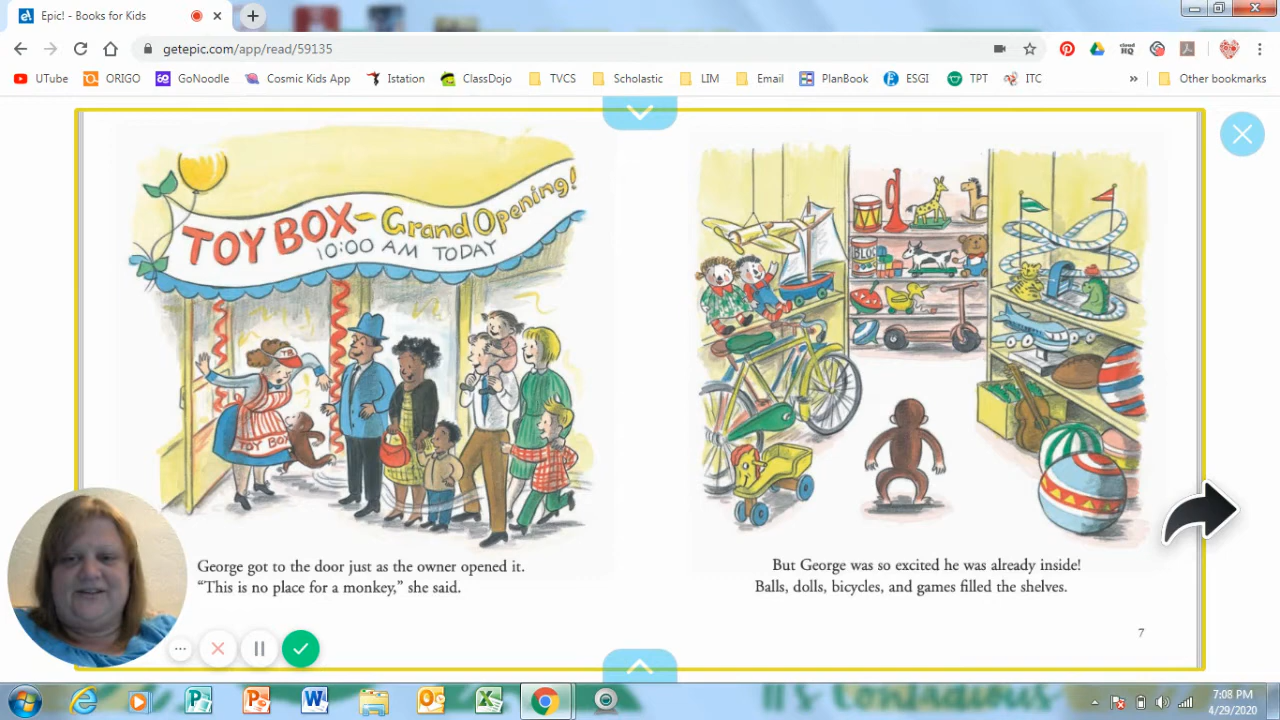 Epic! - Books for Kids
getepic.com/app/read/59135
UTube
ORIGO
GoNoodle
Cosmic Kids App
Istation
ClassDojo
TVCS
Scholastic
LIM
Email
PlanBook
ESGI
TPT
ITC
»
Other bookmarks
TOY BOX - Grand Opening!
10:00 AM TODAY
TB
TOY BOX
BLO
George got to the door just as the owner opened it.
“This is no place for a monkey,” she said.
But George was so excited he was already inside!
Balls, dolls, bicycles, and games filled the shelves.
7
7:08 PM
4/29/2020